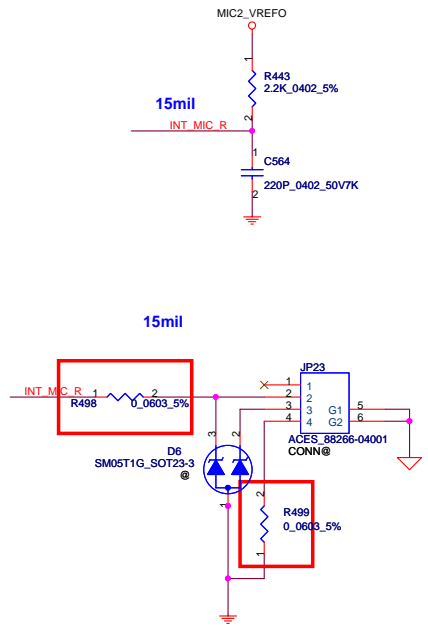 MIC2_VREFO
1
R443
2.2K_0402_5%
2
15mil
INT_MIC_R
1
C564
220P_0402_50V7K
2
15mil
INT_MIC_R
1
2
R498
0_0603_5%
JP23
1
1
2
2
3
3
4
4
G1
5
G2
6
ACES_88266-04001
CONN@
D6
SM05T1G_SOT23-3
@
3
2
1
2
R499
0_0603_5%
1